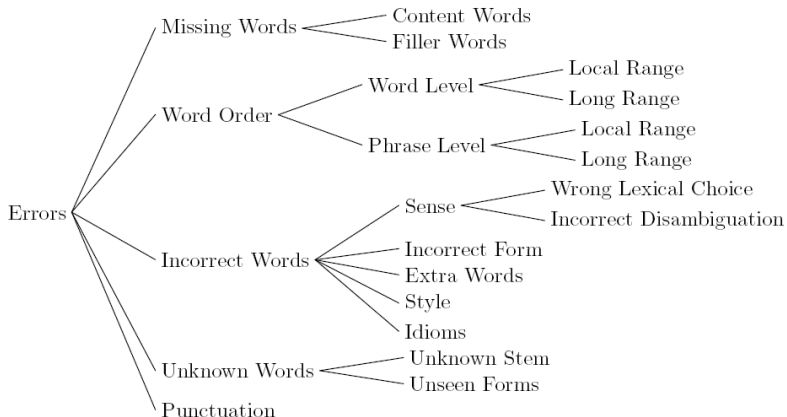 Errors
Missing Words
Content Words
Filler Words
Word Order
Word Level
Local Range
Long Range
Phrase Level
Local Range
Long Range
Incorrect Words
Sense
Wrong Lexical Choice
Incorrect Disambiguation
Incorrect Form
Extra Words
Style
Idioms
Unknown Words
Unknown Stem
Unseen Forms
Punctuation